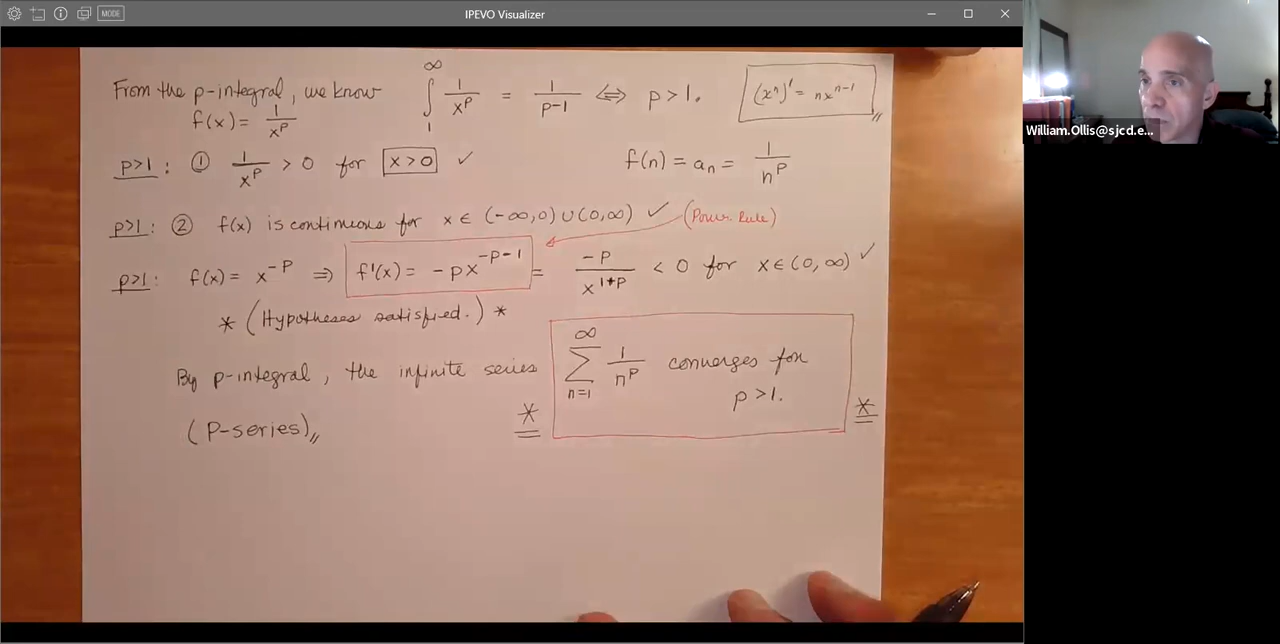 MODE
IPEVO Visualizer
William.Ollis@sjcd.e...
From the p-integral, we know ∫₁^∞ 1/x^p = 1/(p-1) ⟺ p>1. (x^n)' = nx^(n-1)
f(x) = 1/x^p
p>1: ① 1/x^p > 0 for x>0 ✓ f(n) = a_n = 1/n^p
p>1: ② f(x) is continuous for x ∈ (-∞,0) ∪ (0,∞) ✓ (Power Rule)
p>1: f(x) = x^(-p) ⇒ f'(x) = -px^(-p-1) = -p/x^(1+p) < 0 for x ∈ (0,∞) ✓
* (Hypotheses satisfied.) *
By p-integral, the infinite series ∑_{n=1}^∞ 1/n^p converges for
p>1.
(P-series)
* *